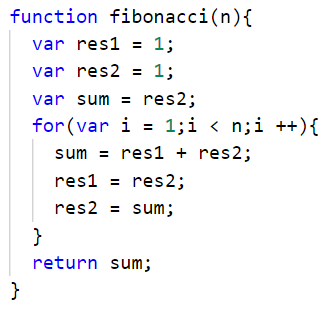 function fibonacci(n){
  var res1 = 1;
  var res2 = 1;
  var sum = res2;
  for(var i = 1;i < n;i ++){
    sum = res1 + res2;
    res1 = res2;
    res2 = sum;
  }
  return sum;
}